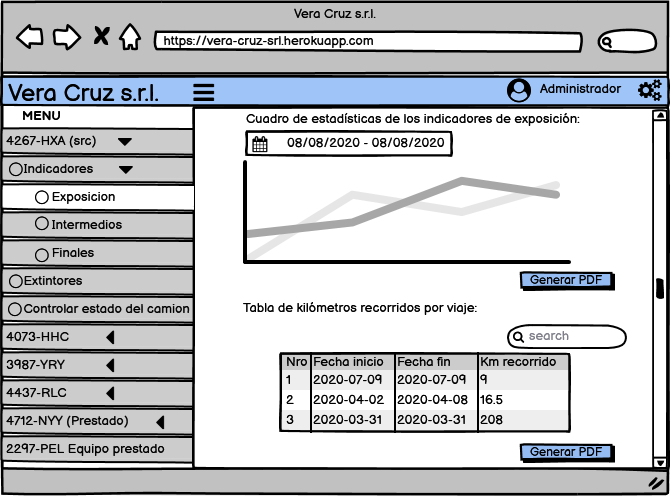 Vera Cruz s.r.l.
https://vera-cruz-srl.herokuapp.com
Vera Cruz s.r.l.
Administrador
MENU
4267-HXA (src)
Indicadores
Exposicion
Intermedios
Finales
Extintores
Controlar estado del camion
4073-HHC
3987-YRY
4437-RLC
4712-NYY (Prestado)
2297-PEL Equipo prestado
Cuadro de estadísticas de los indicadores de exposición:
08/08/2020 - 08/08/2020
Generar PDF
Tabla de kilómetros recorridos por viaje:
search
Nro Fecha inicio Fecha fin Km recorrido
1 2020-07-09 2020-07-09 9
2 2020-04-02 2020-04-08 16.5
3 2020-03-31 2020-03-31 208
Generar PDF